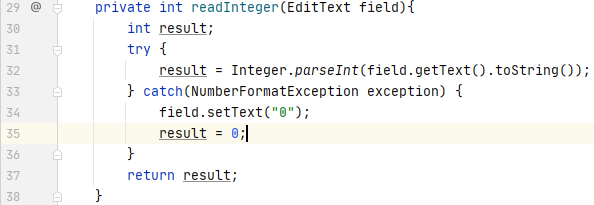 29 @ private int readInteger(EditText field){
30 int result;
31 try {
32 result = Integer.parseInt(field.getText().toString());
33 } catch(NumberFormatException exception) {
34 field.setText("0");
35 result = 0;
36 }
37 return result;
38 }